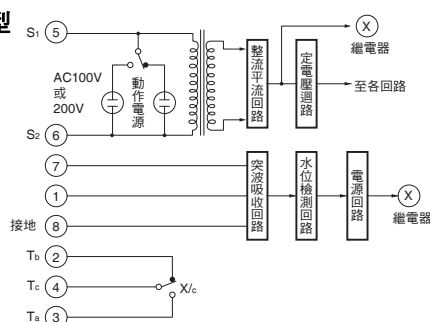 型
S₁ 5
整流平流回路
定電壓迴路
X
繼電器
AC100V
或
200V
動作電源
至各回路
S₂ 6
7
1
接地 8
突波吸收回路
水位檢測回路
電源回路
X
繼電器
Tb 2
Tc 4
X/c
Ta 3